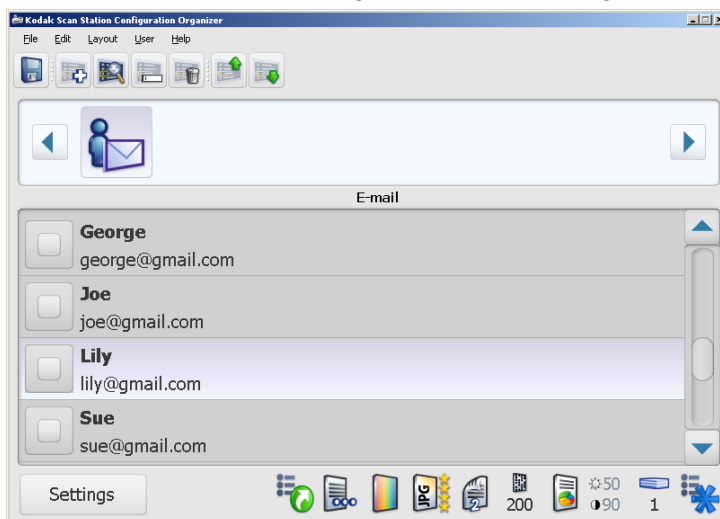 Kodak Scan Station Configuration Organizer
File Edit Layout User Help
E-mail
George
george@gmail.com
Joe
joe@gmail.com
Lily
lily@gmail.com
Sue
sue@gmail.com
Settings
JPG
2
200
50
90
1